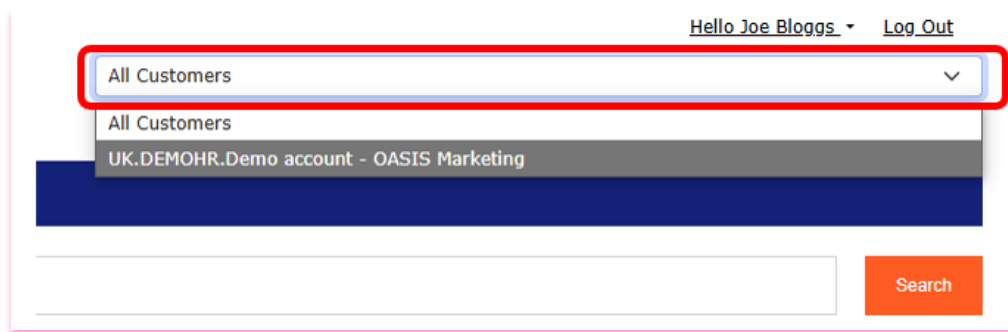 Hello Joe Bloggs Log Out
All Customers
All Customers
UK.DEMOHR.Demo account - OASIS Marketing
Search